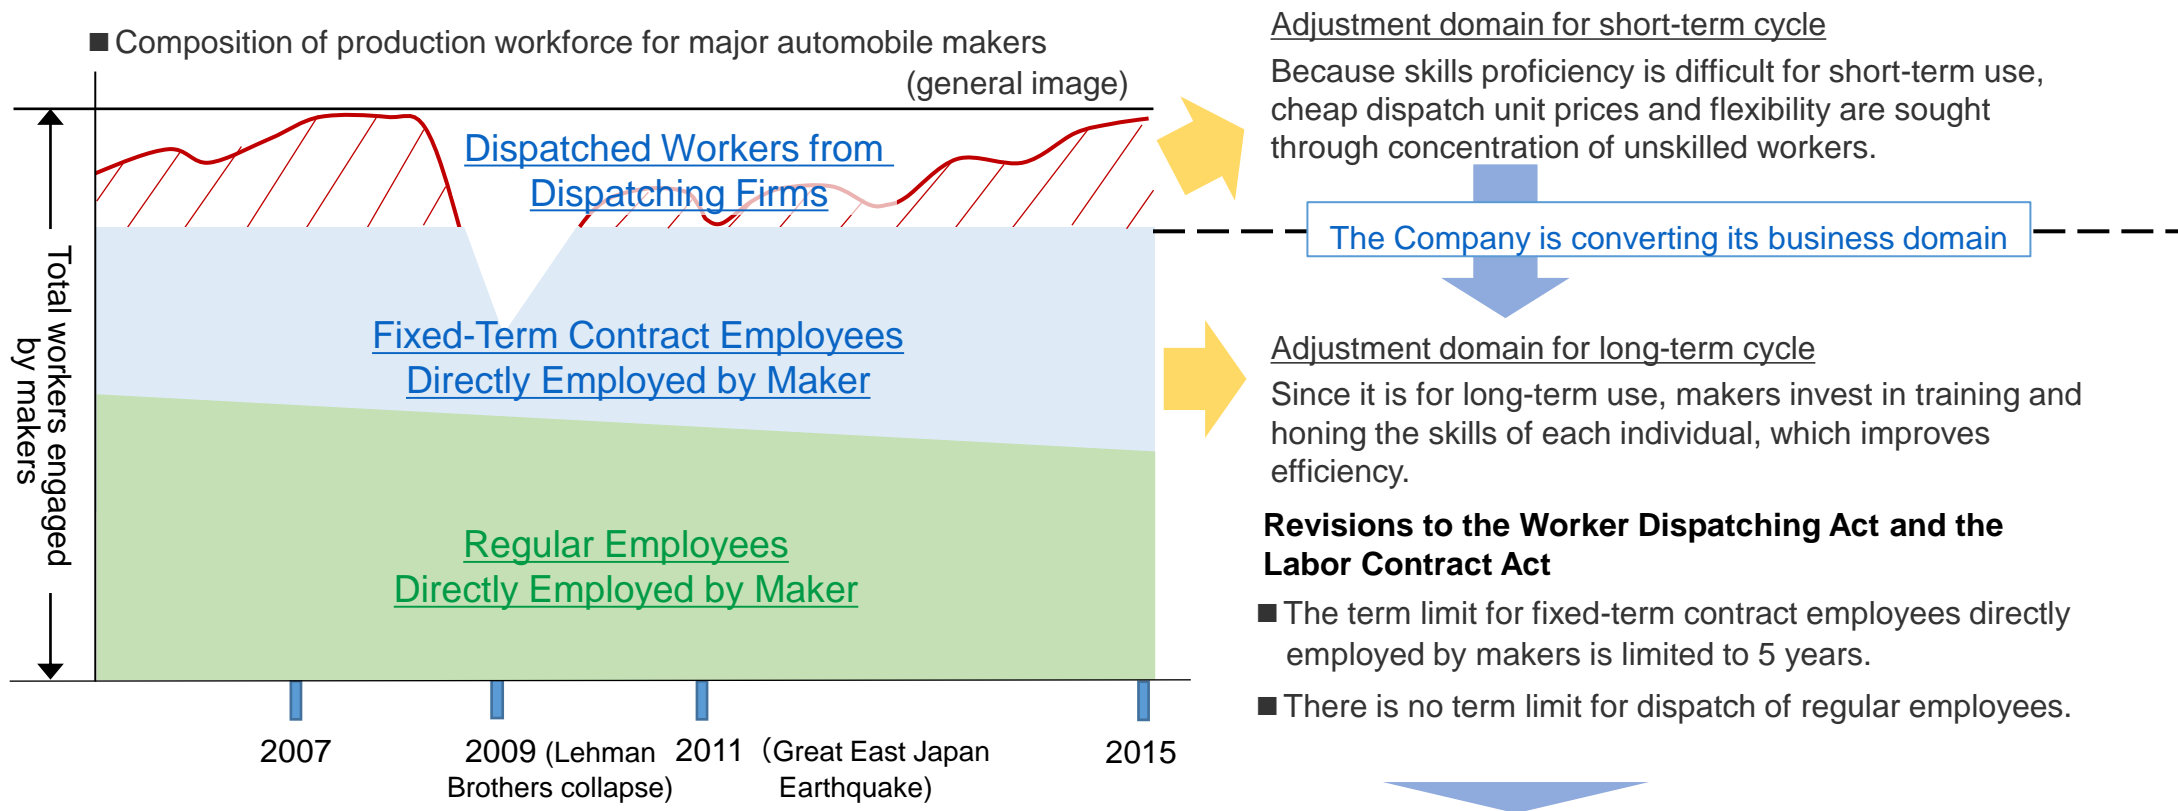 ■ Composition of production workforce for major automobile makers
(general image)
Dispatched Workers from
Dispatching Firms
Fixed-Term Contract Employees
Directly Employed by Maker
Regular Employees
Directly Employed by Maker
Total workers engaged
by makers
2007
2009 (Lehman
Brothers collapse)
2011（Great East Japan
Earthquake)
2015
Adjustment domain for short-term cycle
Because skills proficiency is difficult for short-term use,
cheap dispatch unit prices and flexibility are sought
through concentration of unskilled workers.
The Company is converting its business domain
Adjustment domain for long-term cycle
Since it is for long-term use, makers invest in training and
honing the skills of each individual, which improves
efficiency.
Revisions to the Worker Dispatching Act and the
Labor Contract Act
■ The term limit for fixed-term contract employees directly
employed by makers is limited to 5 years.
■ There is no term limit for dispatch of regular employees.